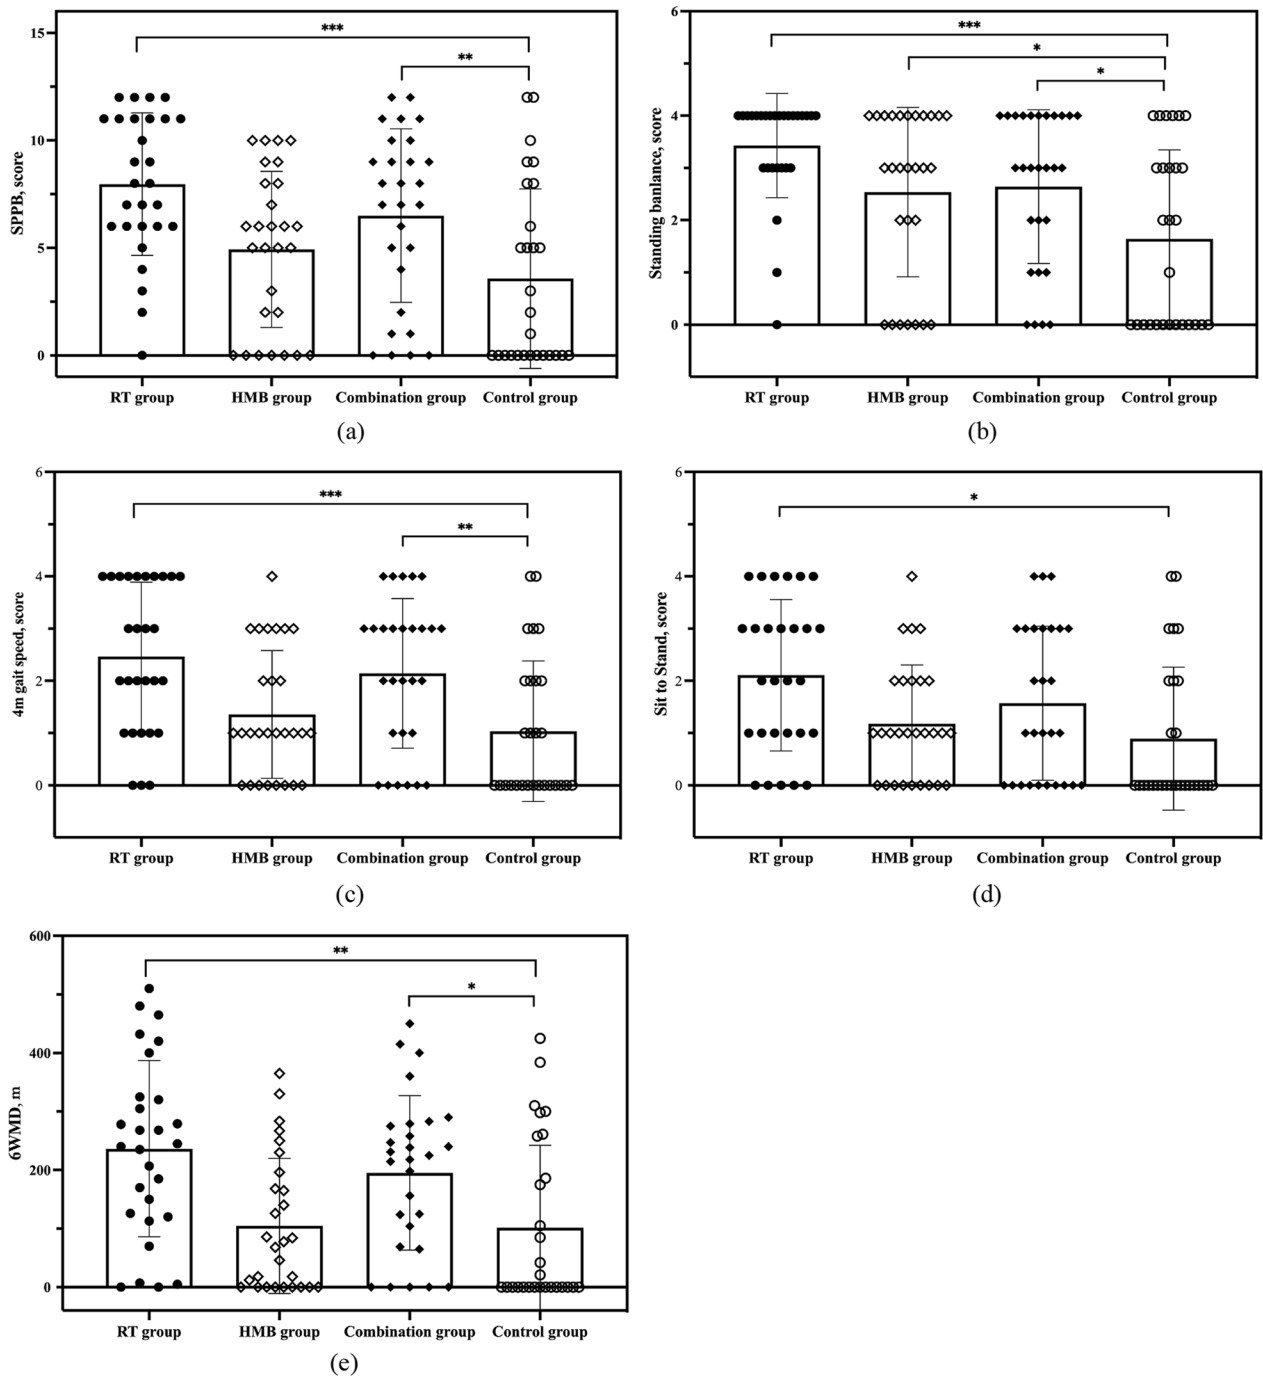 15
10
5
0
SPPB, score
***
**
RT group HMB group Combination group Control group
(a)
6
4
2
0
Standing banlance, score
***
*
*
RT group HMB group Combination group Control group
(b)
6
4
2
0
4m gait speed, score
***
**
RT group HMB group Combination group Control group
(c)
6
4
2
0
Sit to Stand, score
*
RT group HMB group Combination group Control group
(d)
600
400
200
0
6WMD, m
**
*
RT group HMB group Combination group Control group
(e)